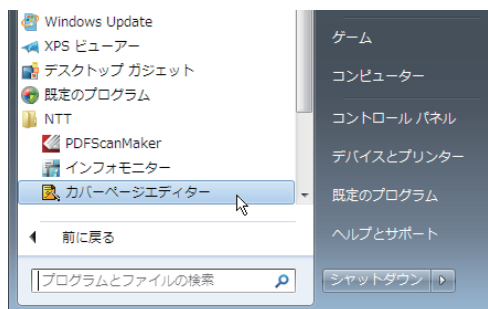 Windows Update
XPS ビューアー
デスクトップ ガジェット
既定のプログラム
NTT
PDFScanMaker
インフォモニター
カバーページエディター
前に戻る
プログラムとファイルの検索
ゲーム
コンピューター
コントロール パネル
デバイスとプリンター
既定のプログラム
ヘルプとサポート
シャットダウン